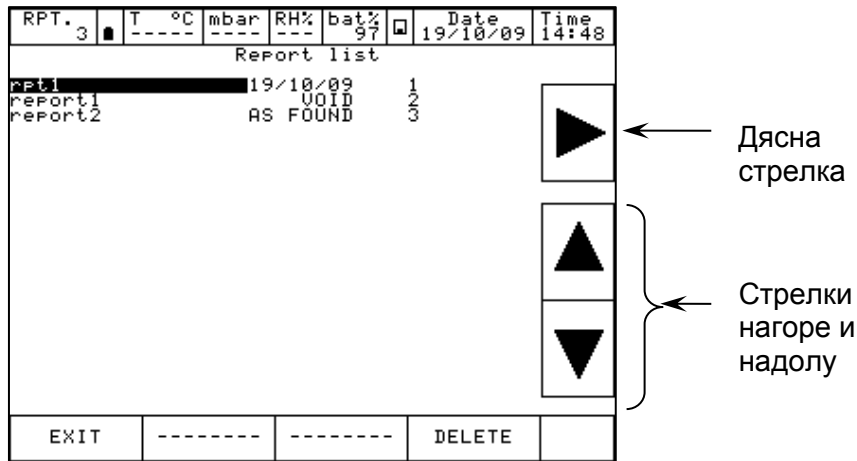 RPT. T °C mbar RH% bat% Date Time
3 ----- ---- --- 97 19/10/09 14:48
Report list
rpt1 19/10/09 1
report1 VOID 2
report2 AS FOUND 3
Дясна
стрелка
Стрелки
нагоре и
надолу
EXIT -------- -------- DELETE